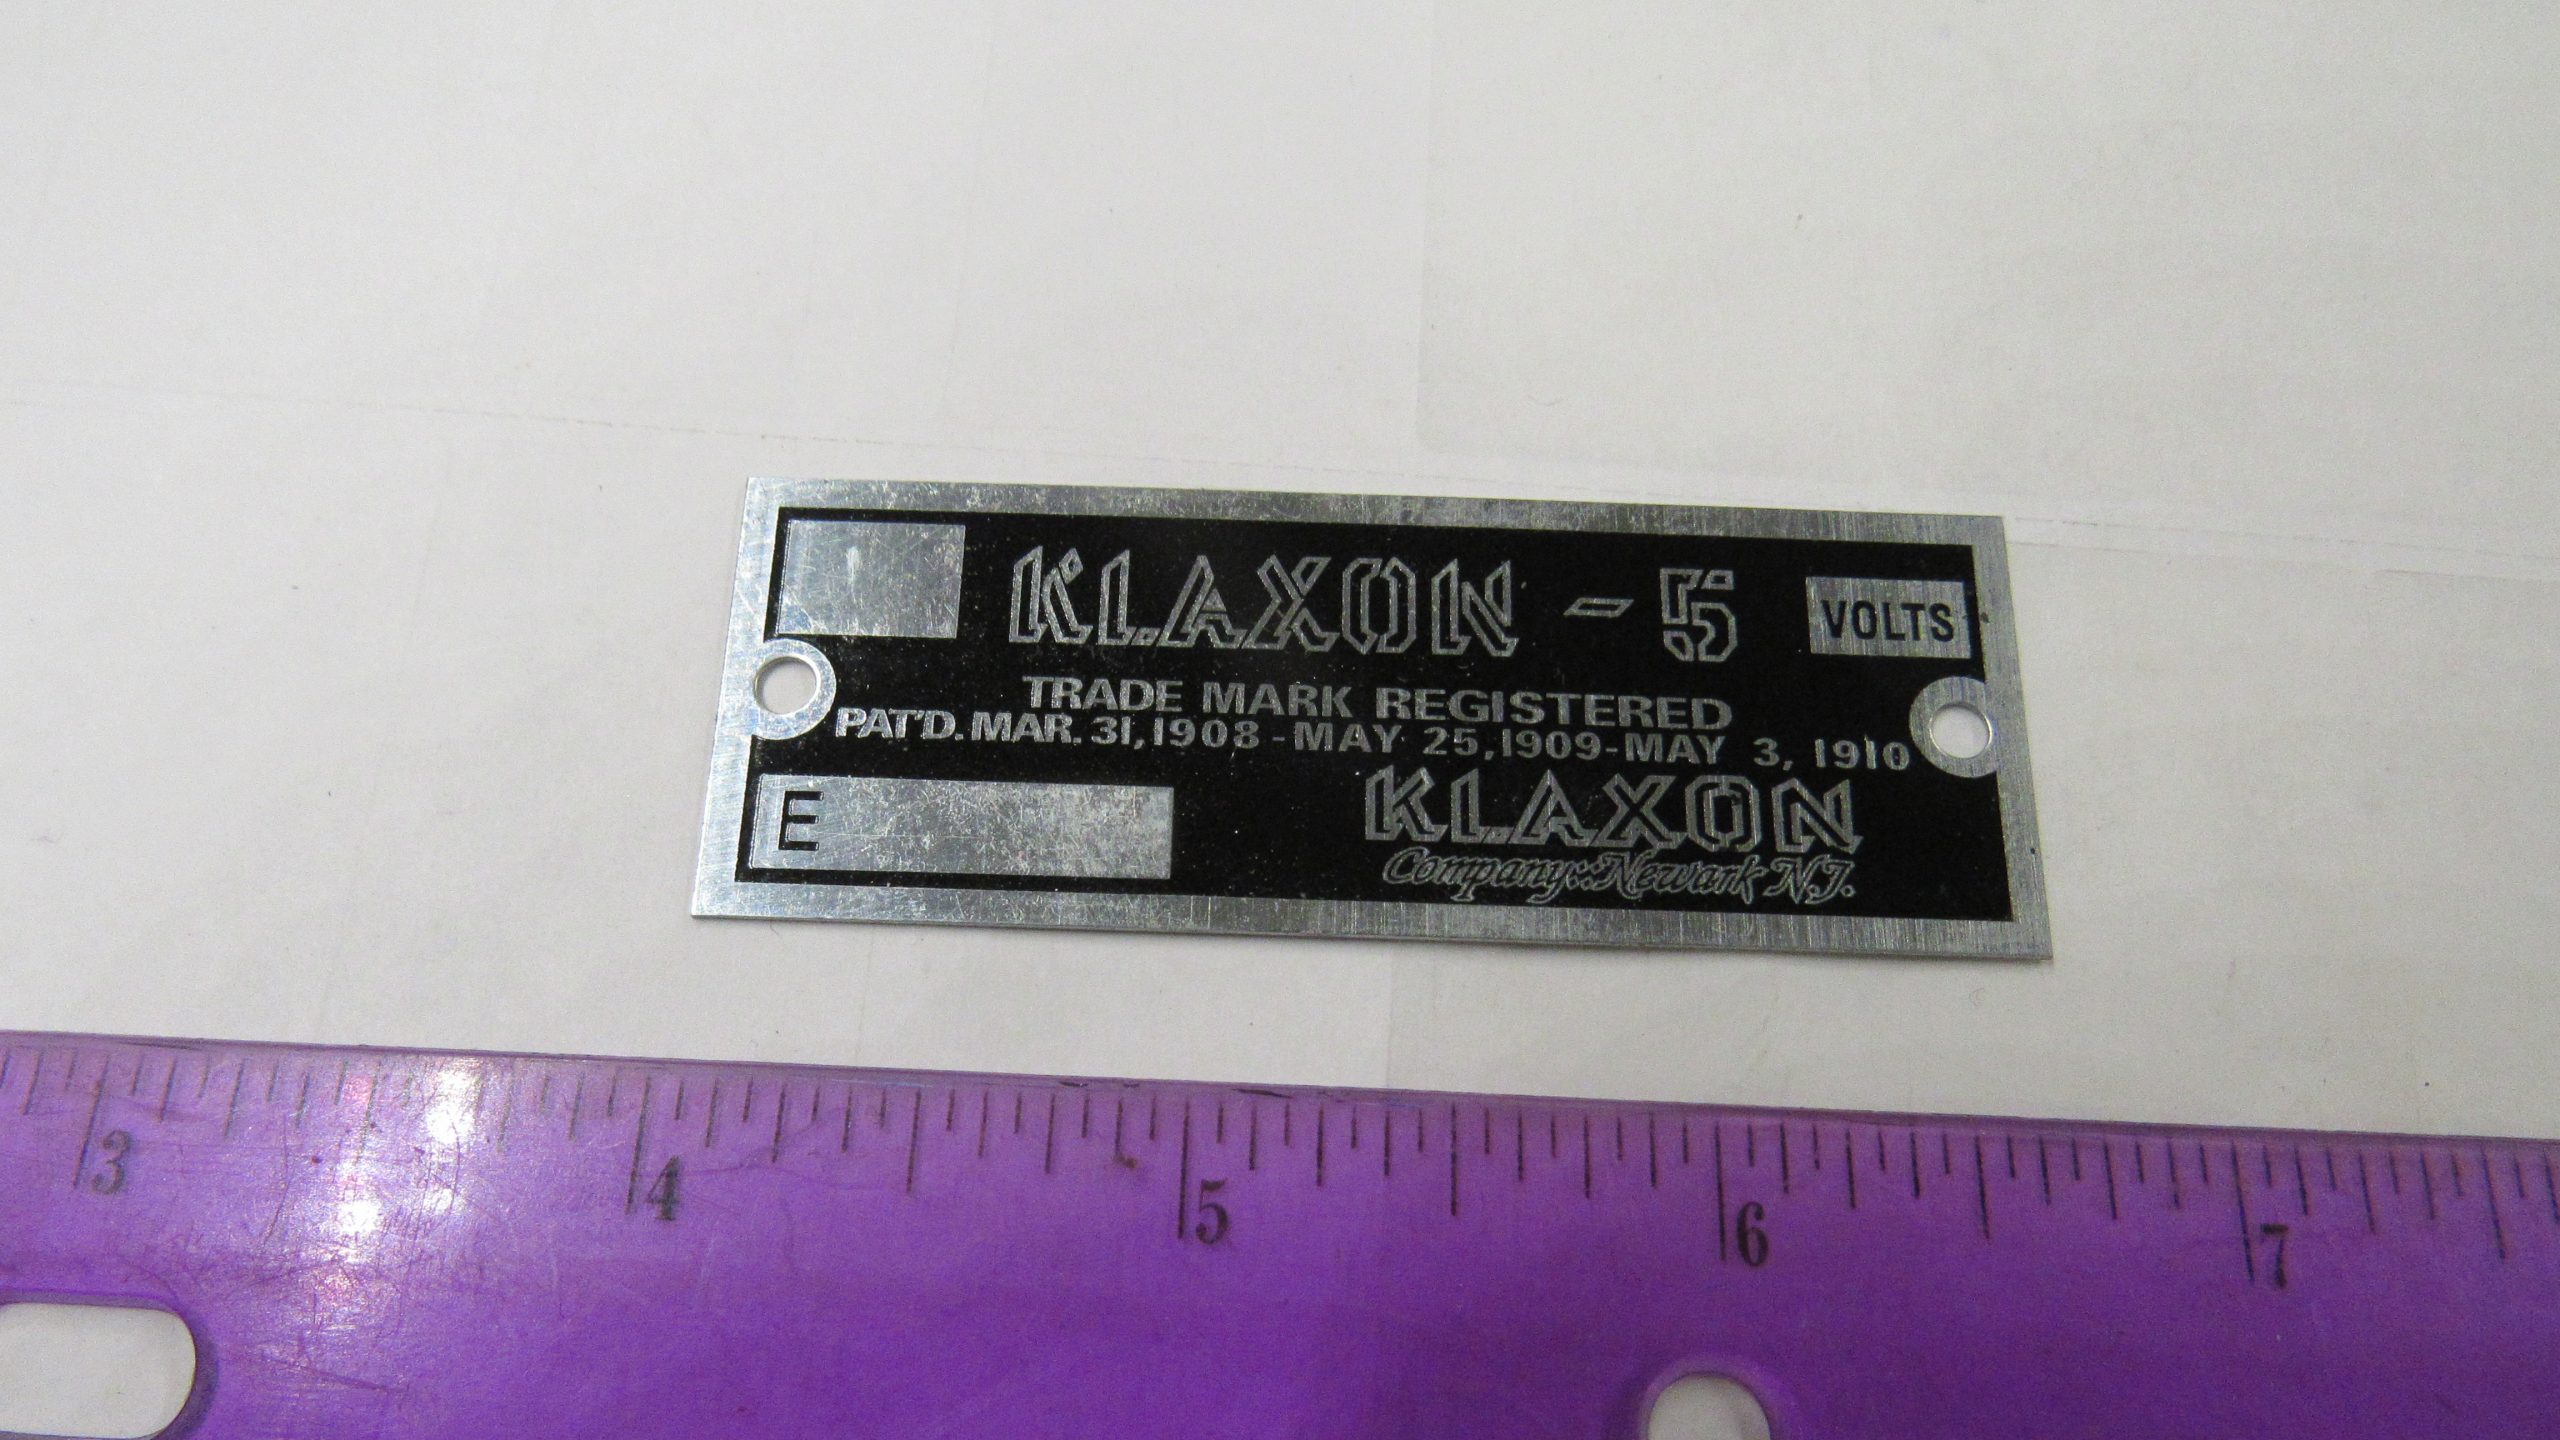 KLAXON - 5 VOLTS
TRADE MARK REGISTERED
PAT'D. MAR. 31, 1908 - MAY 25, 1909 - MAY 3, 1910
E
KLAXON
Company::Newark N.J.
3 4 5 6 7